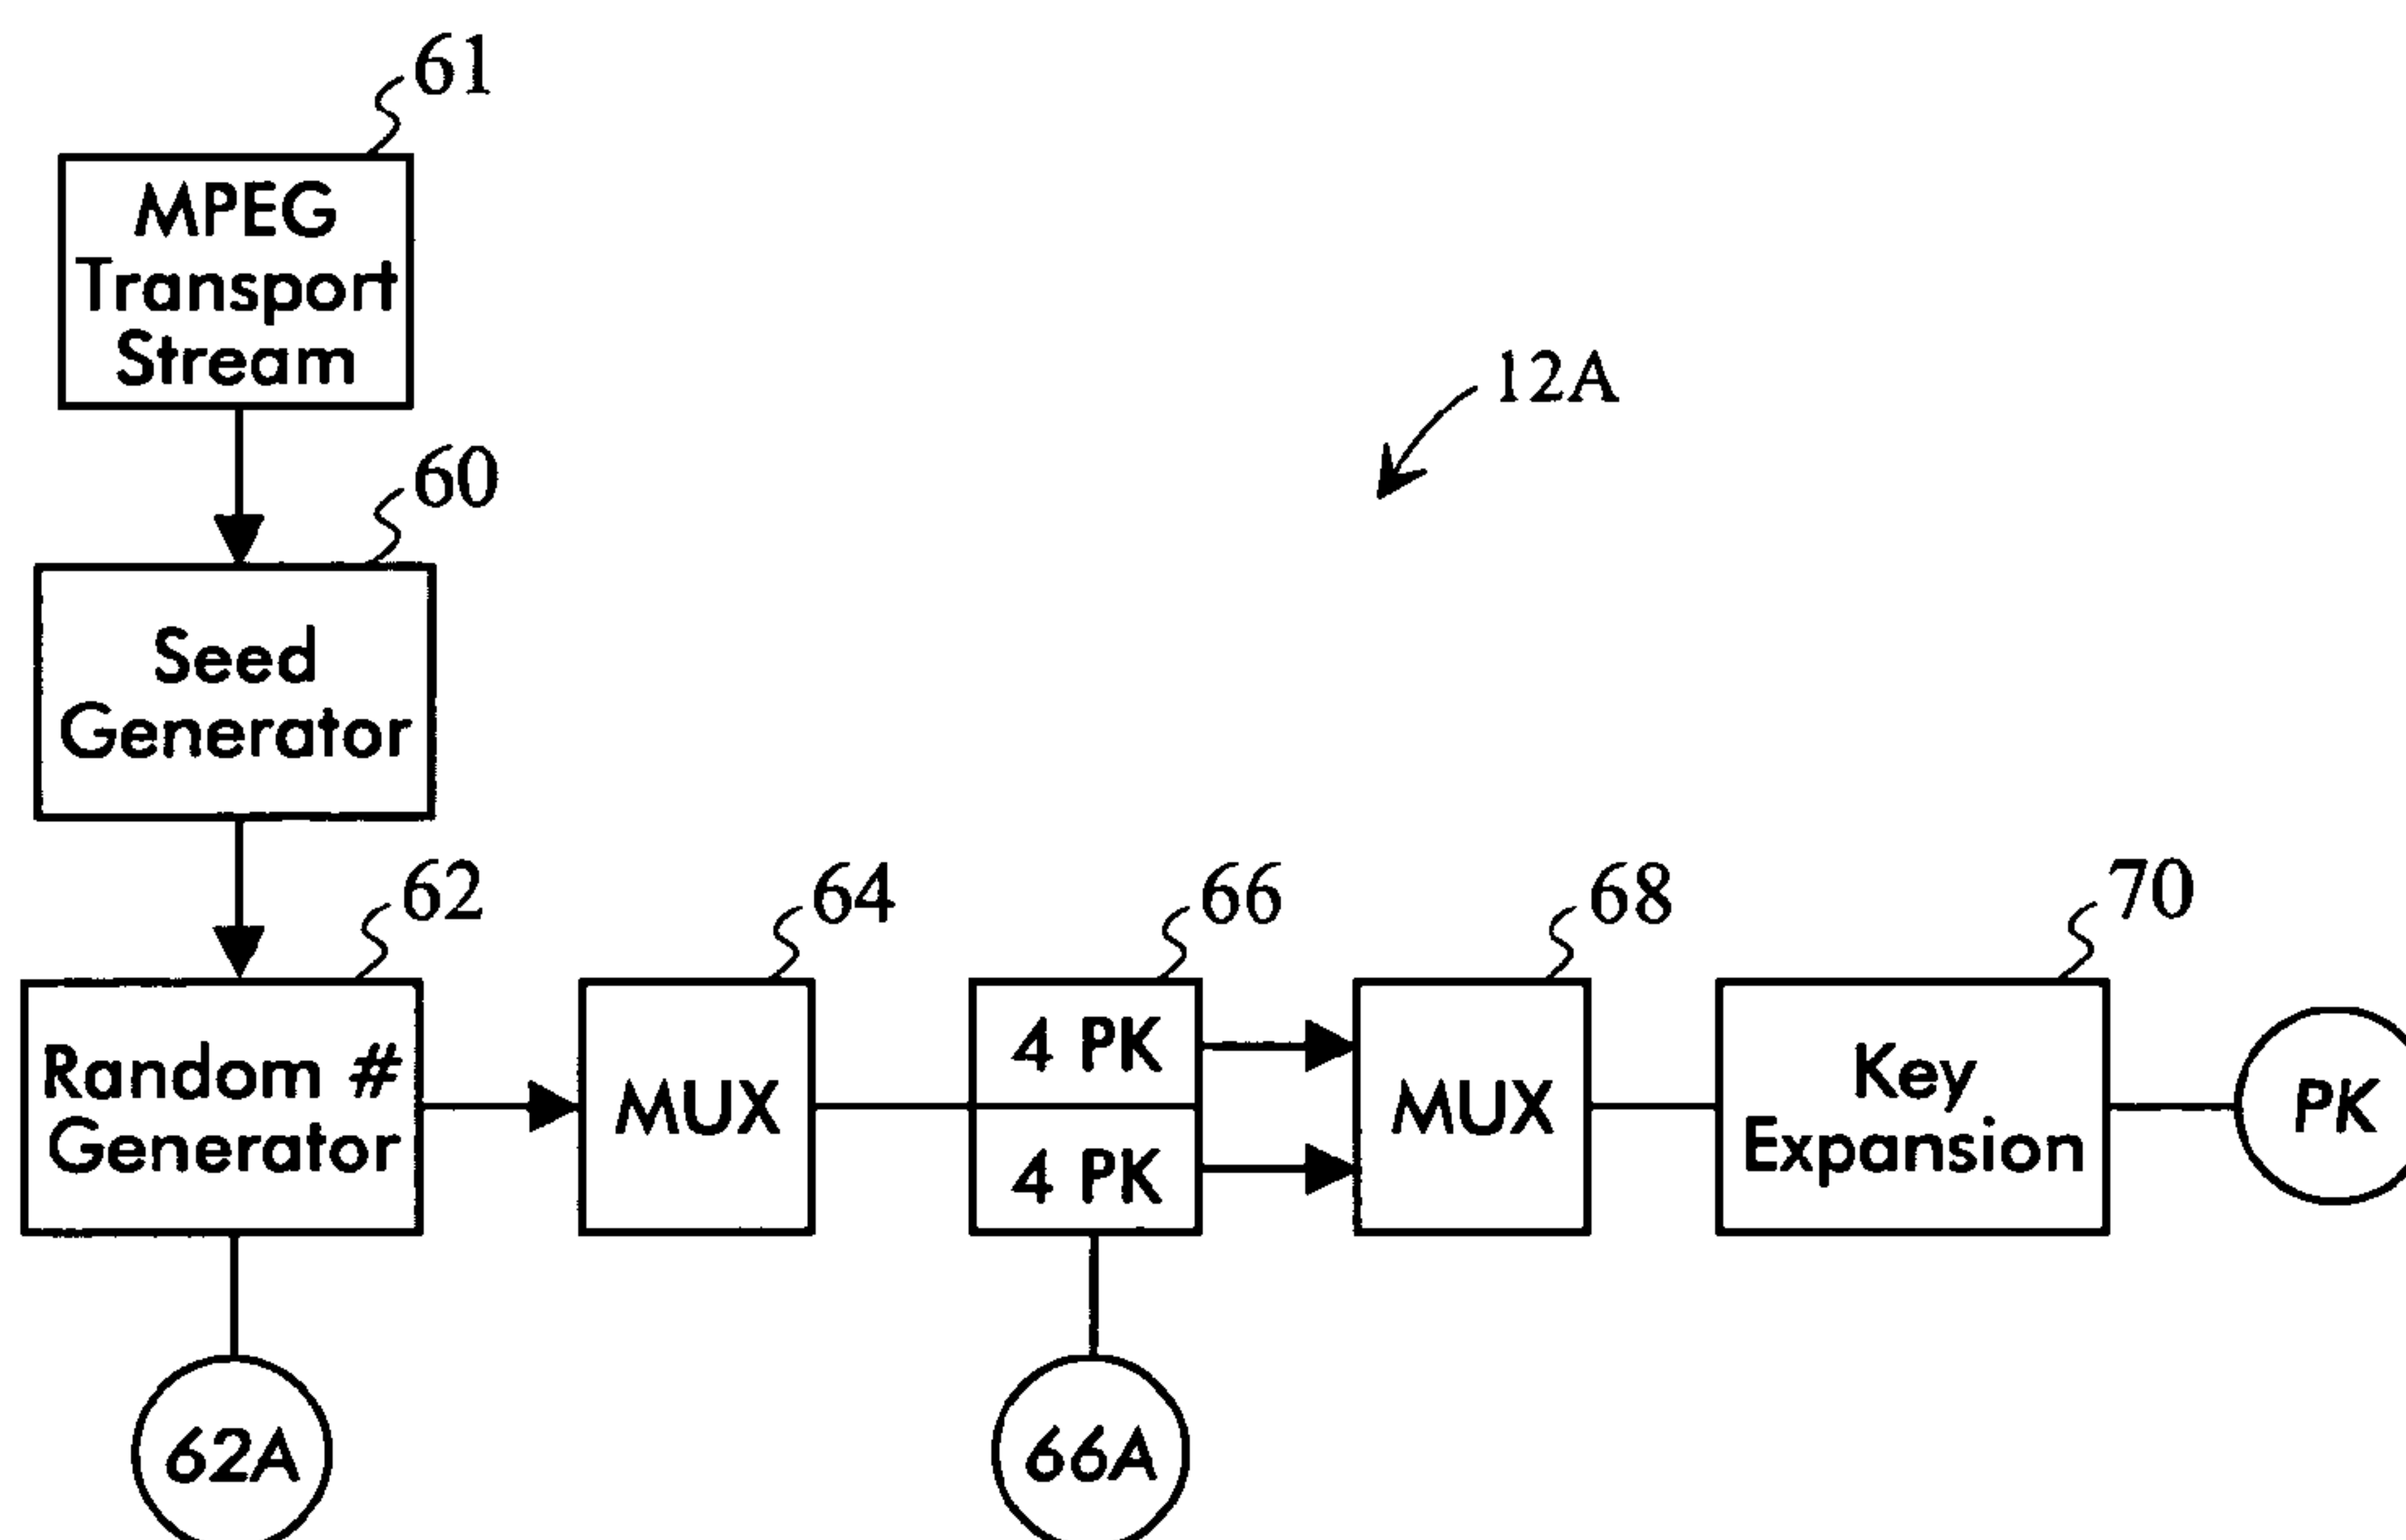 61
MPEG
Transport
Stream
12A
60
Seed
Generator
62
64
66
68
70
Random #
Generator
MUX
4 PK
4 PK
MUX
Key
Expansion
PK
62A
66A